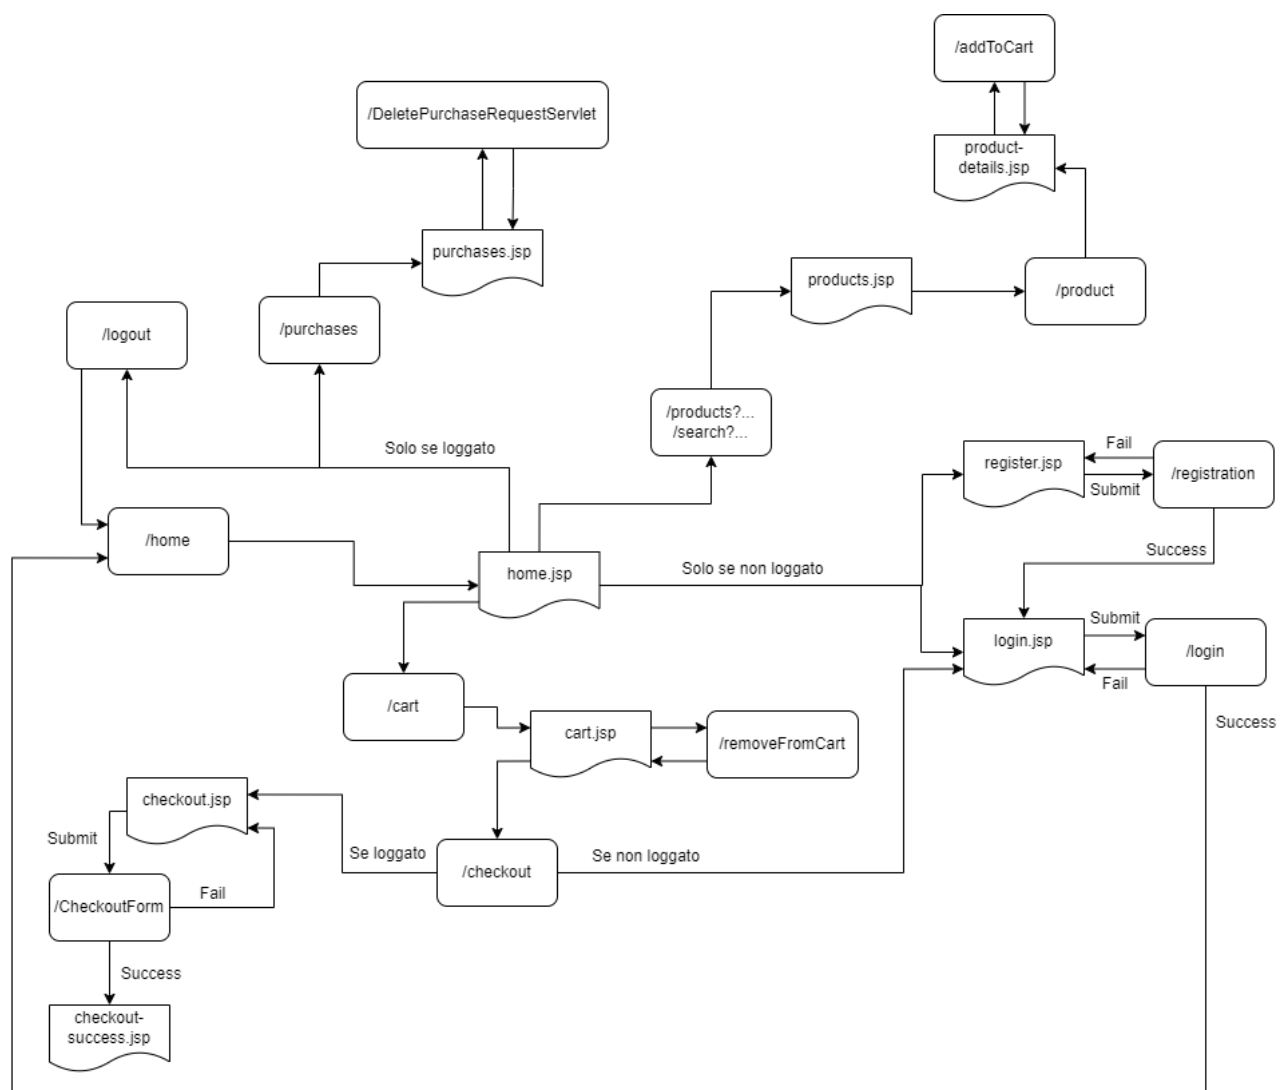 /addToCart
/DeletePurchaseRequestServlet
product-
details.jsp
purchases.jsp
products.jsp
/product
/logout
/purchases
/products?...
/search?...
Solo se loggato
register.jsp
Fail
Submit
/registration
/home
home.jsp
Solo se non loggato
Success
login.jsp
Submit
Fail
/login
Success
/cart
cart.jsp
/removeFromCart
checkout.jsp
Submit
Se loggato
/checkout
Se non loggato
/CheckoutForm
Fail
Success
checkout-
success.jsp